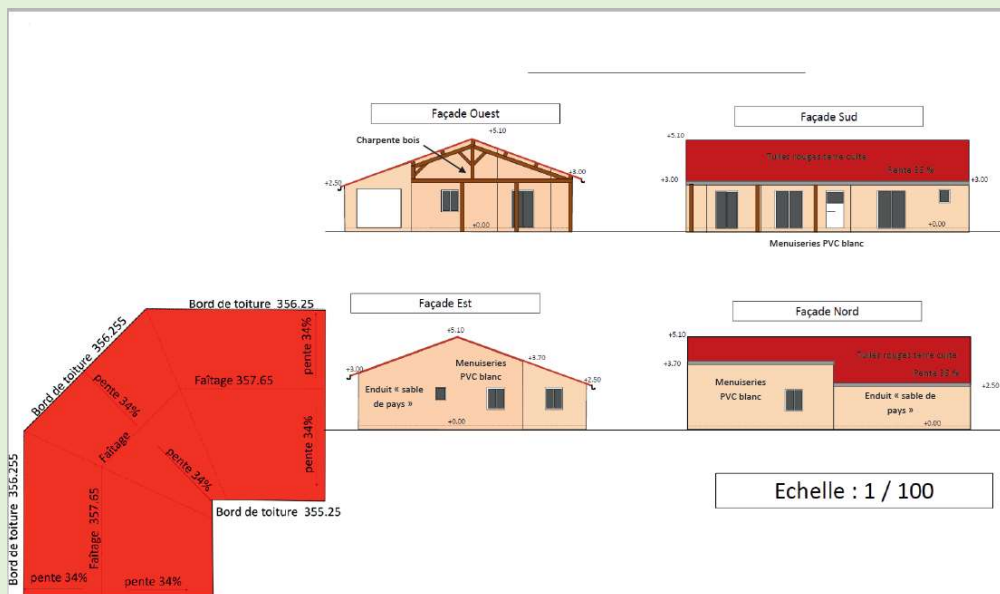 Façade Ouest
+5.10
Charpente bois
+2.50
+3.00
+0.00
Façade Sud
+5.10
Tuiles rouges terre cuite
Pente 33 %
+3.00
+3.00
+0.00
Menuiseries PVC blanc
Façade Est
+5.10
+3.00
+3.70
Menuiseries
PVC blanc
Enduit « sable
de pays »
+2.50
+0.00
Façade Nord
+5.10
+3.70
Tuiles rouges terre cuite
Pente 33 %
Menuiseries
PVC blanc
+2.50
Enduit « sable
de pays »
+0.00
Echelle : 1 / 100
Bord de toiture 356.25
Bord de toiture 356.255
pente 34%
pente 34%
Faîtage 357.65
Faîtage
pente 34%
pente 34%
Bord de toiture 355.25
Bord de toiture 356.255
Faîtage 357.65
pente 34%
pente 34%